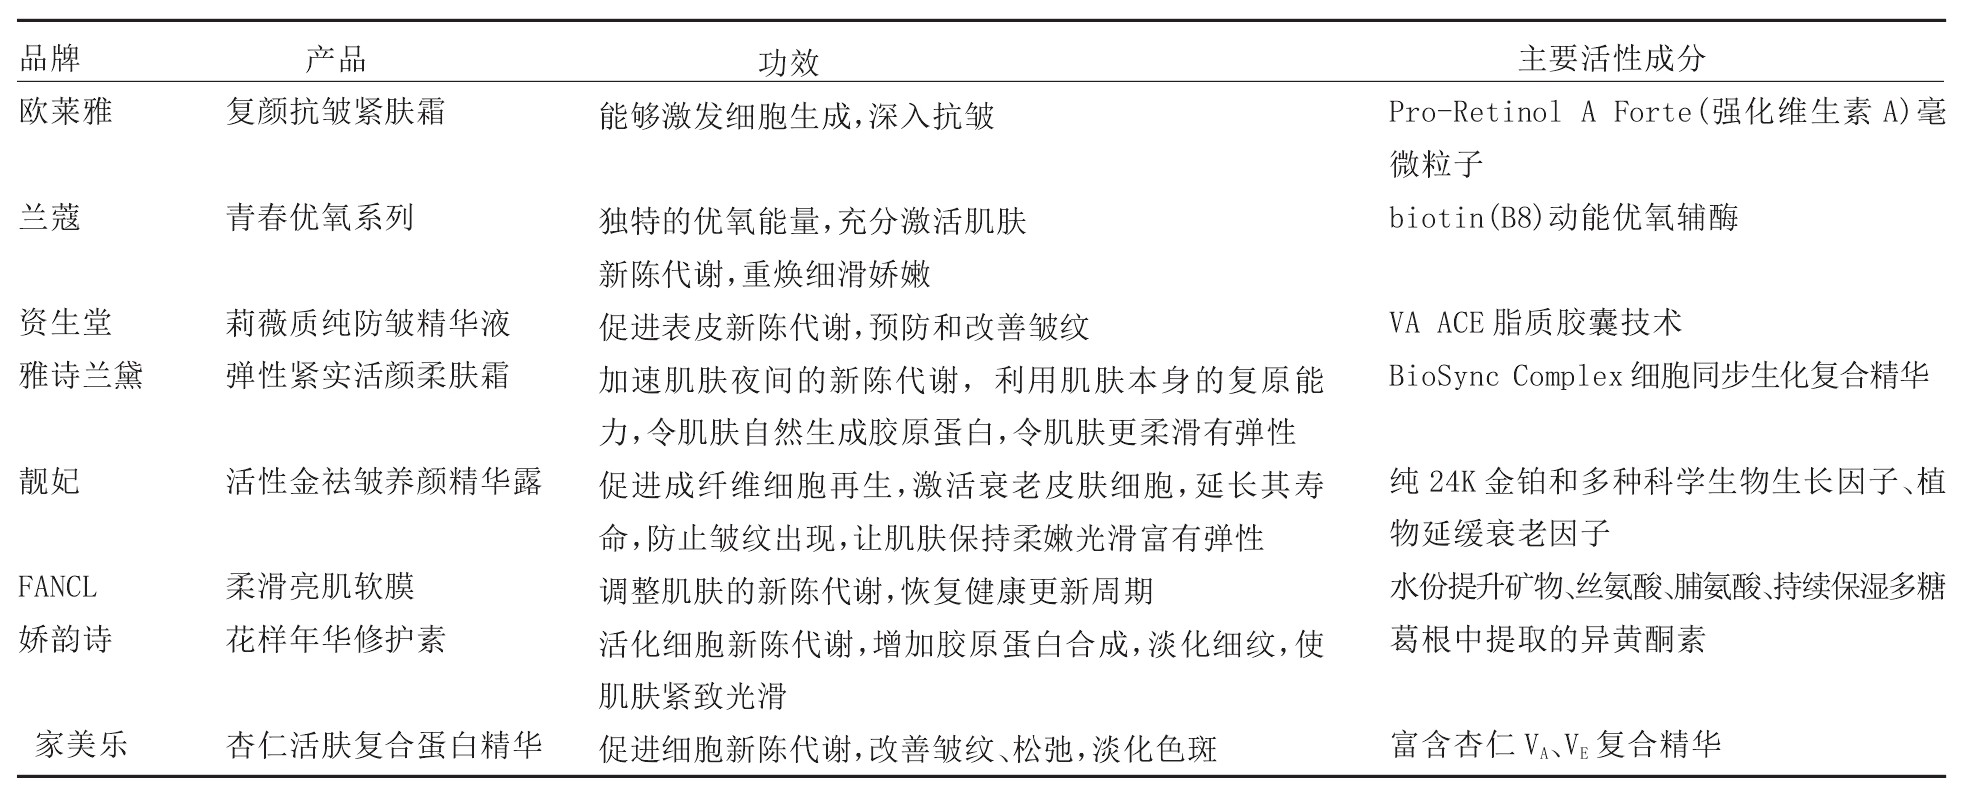 品牌 产品 功效 主要活性成分
欧莱雅 复颜抗皱紧肤霜 能够激发细胞生成,深入抗皱 Pro-Retinol A Forte(强化维生素A)毫
微粒子
兰蔻 青春优氧系列 独特的优氧能量,充分激活肌肤 biotin(B8)动能优氧辅酶
新陈代谢,重焕细滑娇嫩
资生堂 莉薇质纯防皱精华液 促进表皮新陈代谢,预防和改善皱纹 VA ACE脂质胶囊技术
雅诗兰黛 弹性紧实活颜柔肤霜 加速肌肤夜间的新陈代谢, 利用肌肤本身的复原能 BioSync Complex细胞同步生化复合精华
力,令肌肤自然生成胶原蛋白,令肌肤更柔滑有弹性
靓妃 活性金祛皱养颜精华露 促进成纤维细胞再生,激活衰老皮肤细胞,延长其寿 纯24K金铂和多种科学生物生长因子、植
命,防止皱纹出现,让肌肤保持柔嫩光滑富有弹性 物延缓衰老因子
FANCL 柔滑亮肌软膜 调整肌肤的新陈代谢,恢复健康更新周期 水份提升矿物、丝氨酸、脯氨酸、持续保湿多糖
娇韵诗 花样年华修护素 活化细胞新陈代谢,增加胶原蛋白合成,淡化细纹,使 葛根中提取的异黄酮素
肌肤紧致光滑
家美乐 杏仁活肤复合蛋白精华 促进细胞新陈代谢,改善皱纹、松弛,淡化色斑 富含杏仁VA、VE复合精华